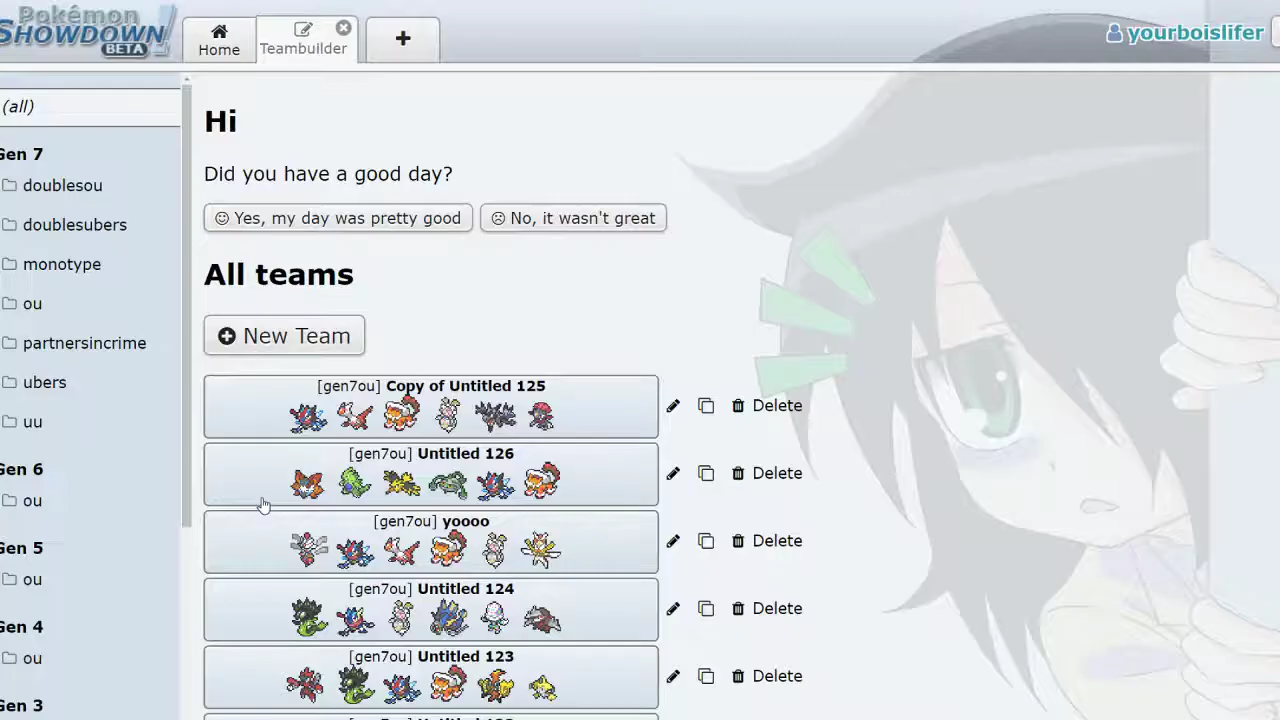 Pokémon
SHOWDOWN!
BETA
Home
Teambuilder
+
yourboislifer
(all)
Gen 7
doublesou
doublesubers
monotype
ou
partnersincrime
ubers
uu
Gen 6
ou
Gen 5
ou
Gen 4
ou
Gen 3
Hi
Did you have a good day?
Yes, my day was pretty good
No, it wasn't great
All teams
New Team
[gen7ou] Copy of Untitled 125
Delete
[gen7ou] Untitled 126
Delete
[gen7ou] yoooo
Delete
[gen7ou] Untitled 124
Delete
[gen7ou] Untitled 123
Delete